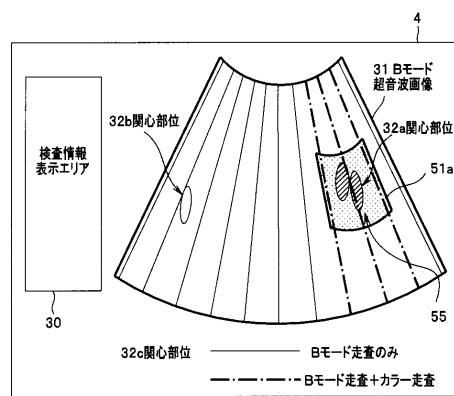 4
31 Bモード
超音波画像
32b関心部位
32a関心部位
51a
検査情報
表示エリア
30
55
32c関心部位
Bモード走査のみ
Bモード走査+カラー走査